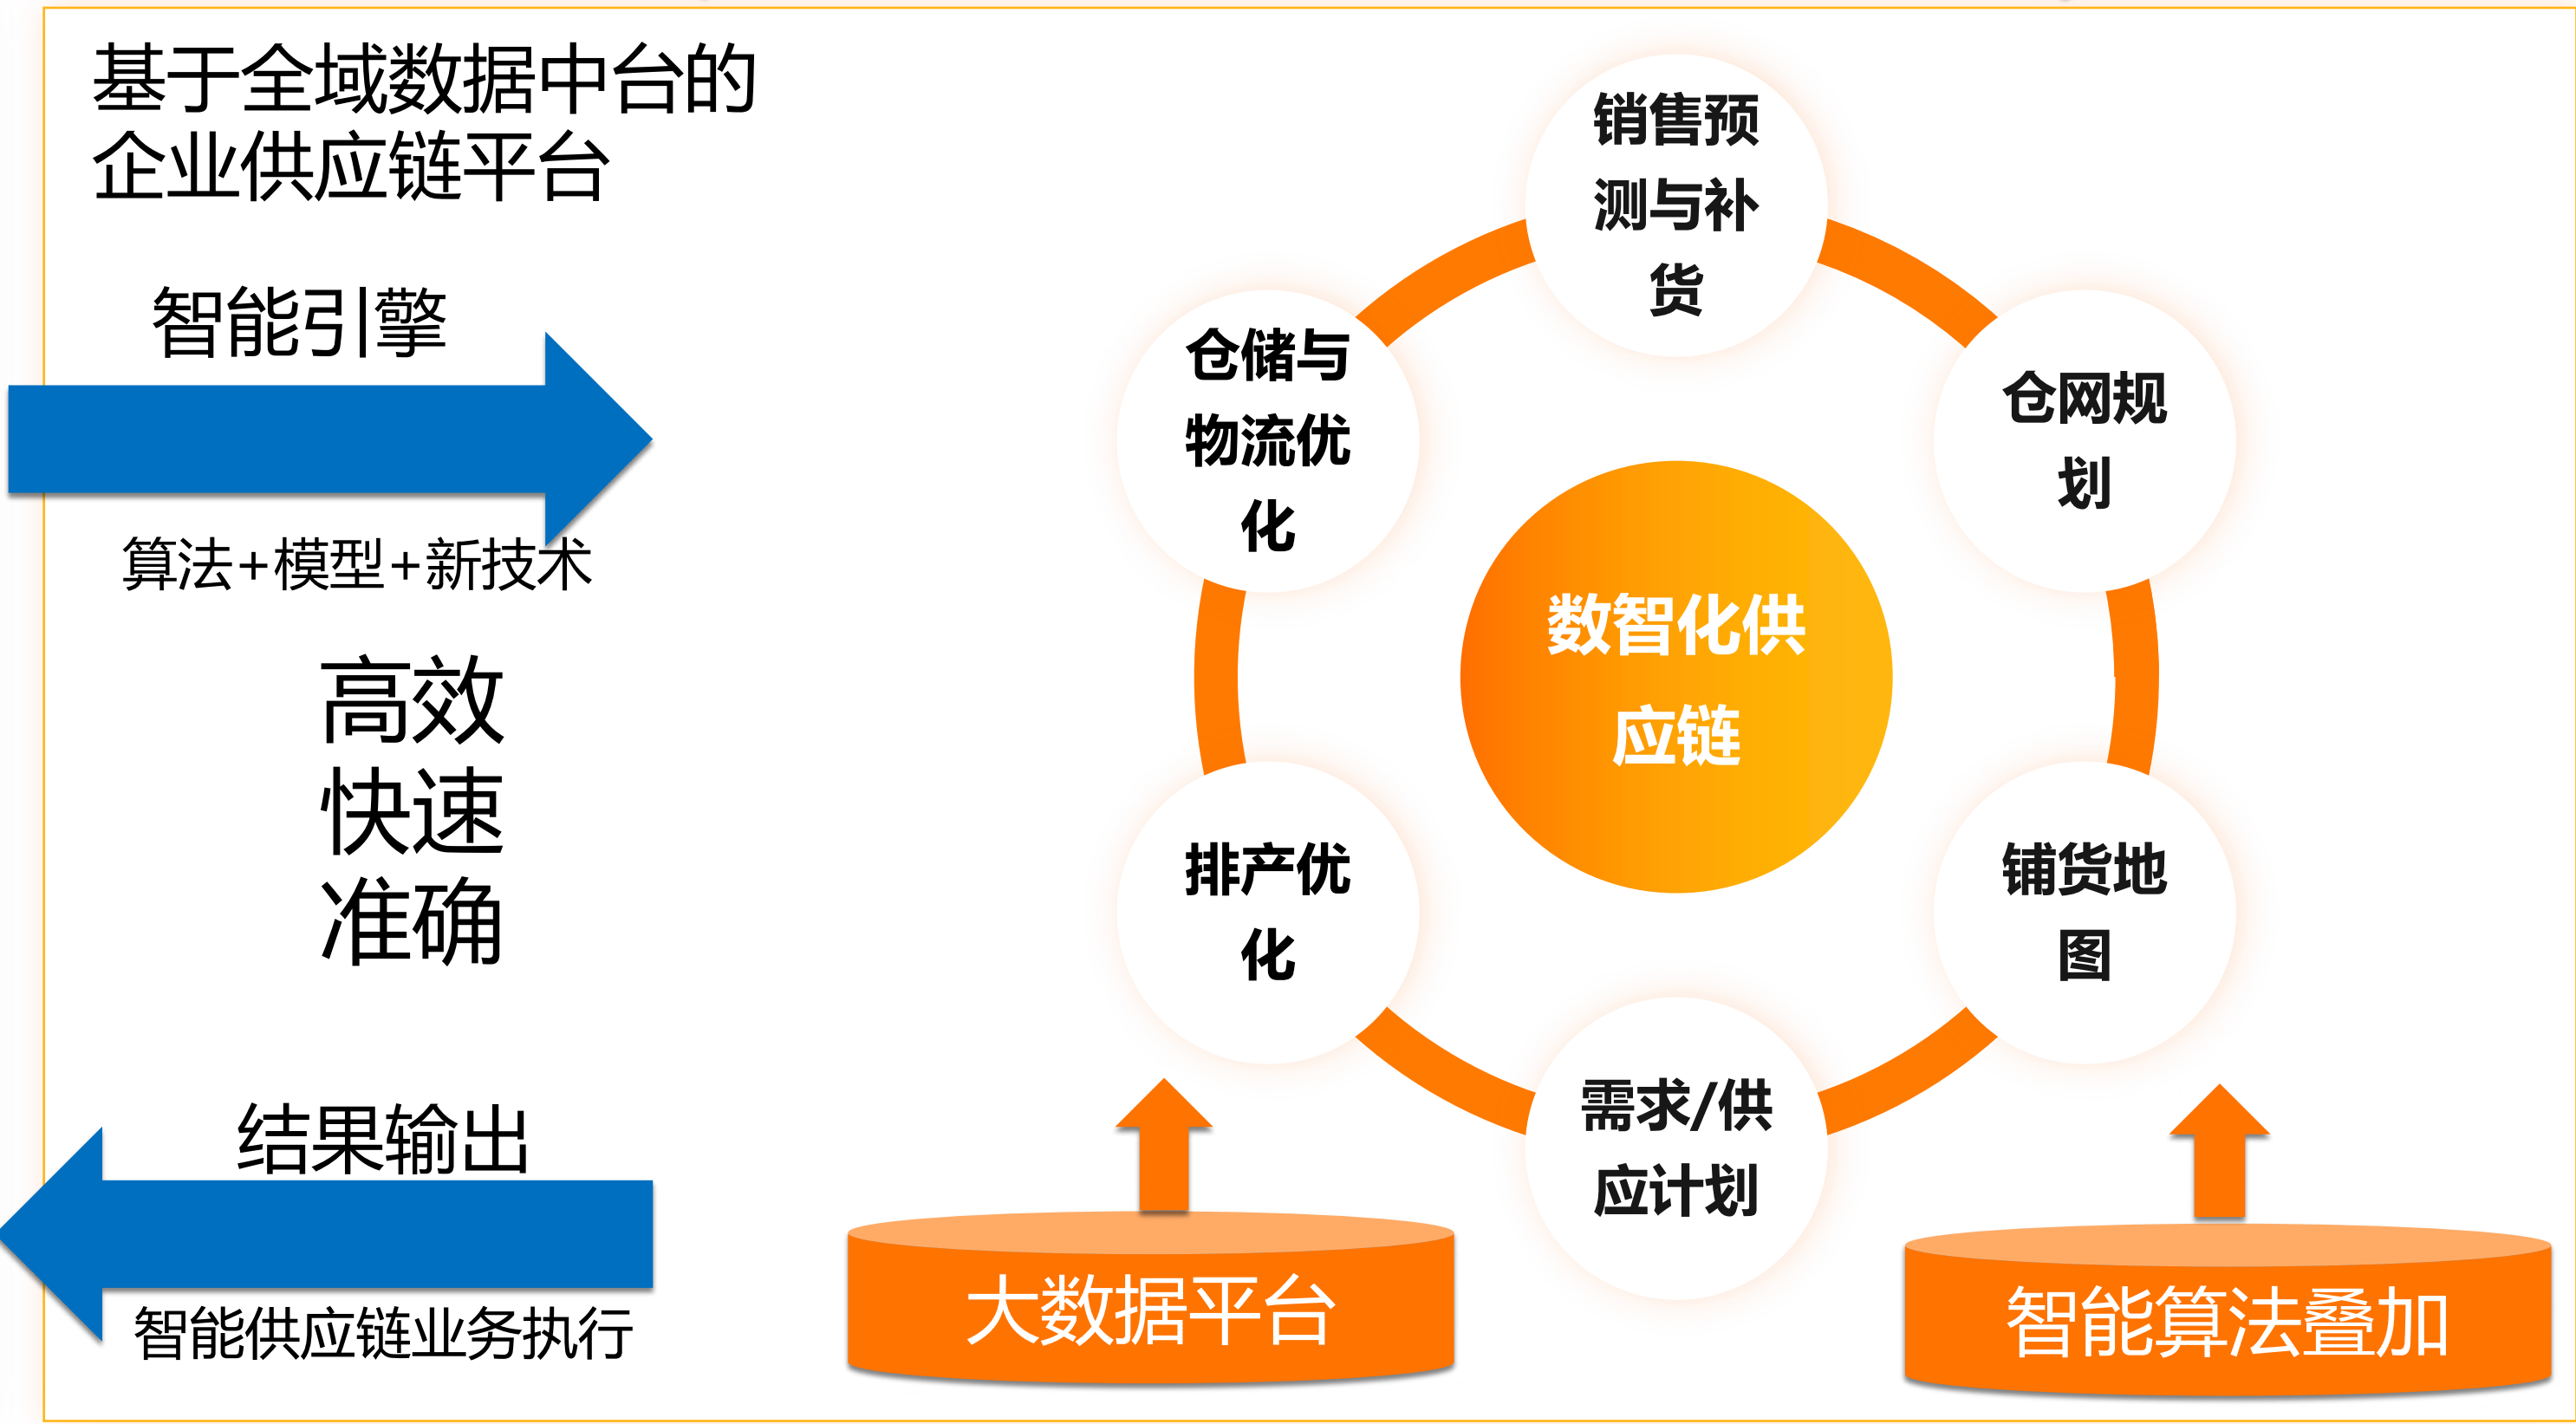 基于全域数据中台的
企业供应链平台
智能引擎
算法+模型+新技术
高效
快速
准确
结果输出
智能供应链业务执行
销售预
测与补
货
仓储与
物流优
化
仓网规
划
数智化供
应链
排产优
化
铺货地
图
需求/供
应计划
大数据平台
智能算法叠加